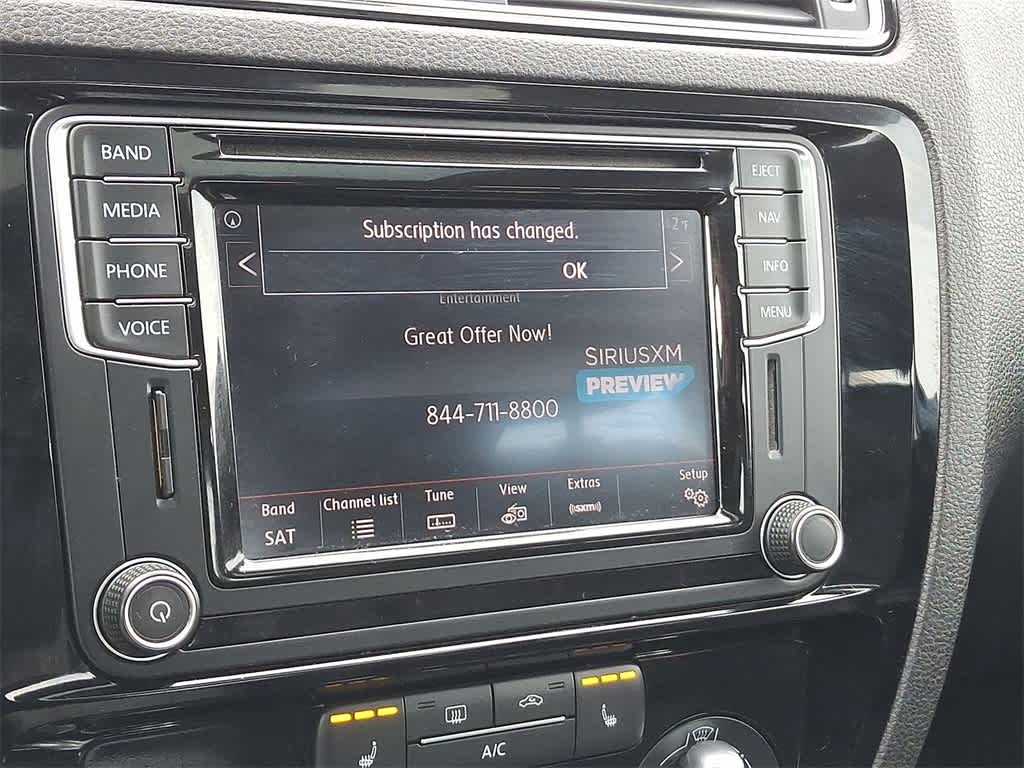 BAND
MEDIA
PHONE
VOICE
EJECT
NAV
INFO
MENU
Subscription has changed.
OK
Entertainment
Great Offer Now!
SIRIUSXM
PREVIEW
844-711-8800
Band
SAT
Channel list
Tune
View
Extras
((sxm))
Setup
A/C